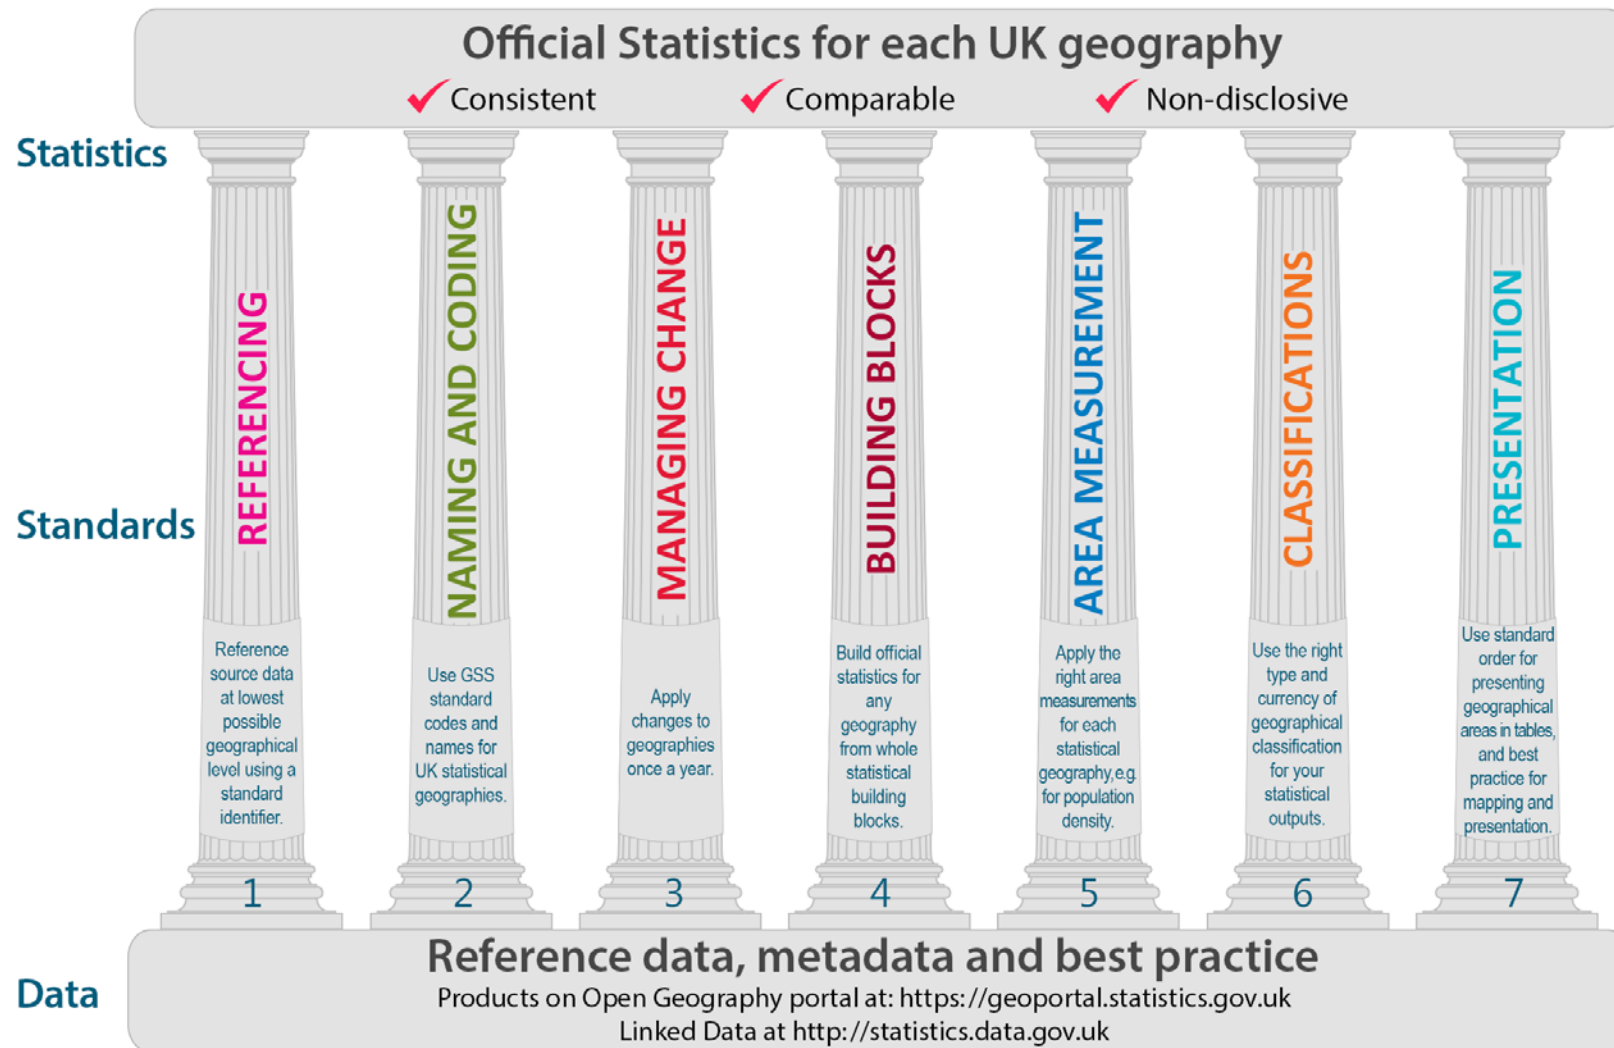 Official Statistics for each UK geography
Consistent
Comparable
Non-disclosive
Statistics
Standards
REFERENCING
Reference
source data
at lowest
possible
geographical
level using a
standard
identifier.
1
NAMING AND CODING
Use GSS
standard
codes and
names for
UK statistical
geographies.
2
MANAGING CHANGE
Apply
changes to
geographies
once a year.
3
BUILDING BLOCKS
Build official
statistics for
any
geography
from whole
statistical
building
blocks.
4
AREA MEASUREMENT
Apply the
right area
measurements
for each
statistical
geography, e.g.
for population
density.
5
CLASSIFICATIONS
Use the right
type and
currency of
geographical
classification
for your
statistical
outputs.
6
PRESENTATION
Use standard
order for
presenting
geographical
areas in tables,
and best
practice for
mapping and
presentation.
7
Data
Reference data, metadata and best practice
Products on Open Geography portal at: https://geoportal.statistics.gov.uk
Linked Data at http://statistics.data.gov.uk